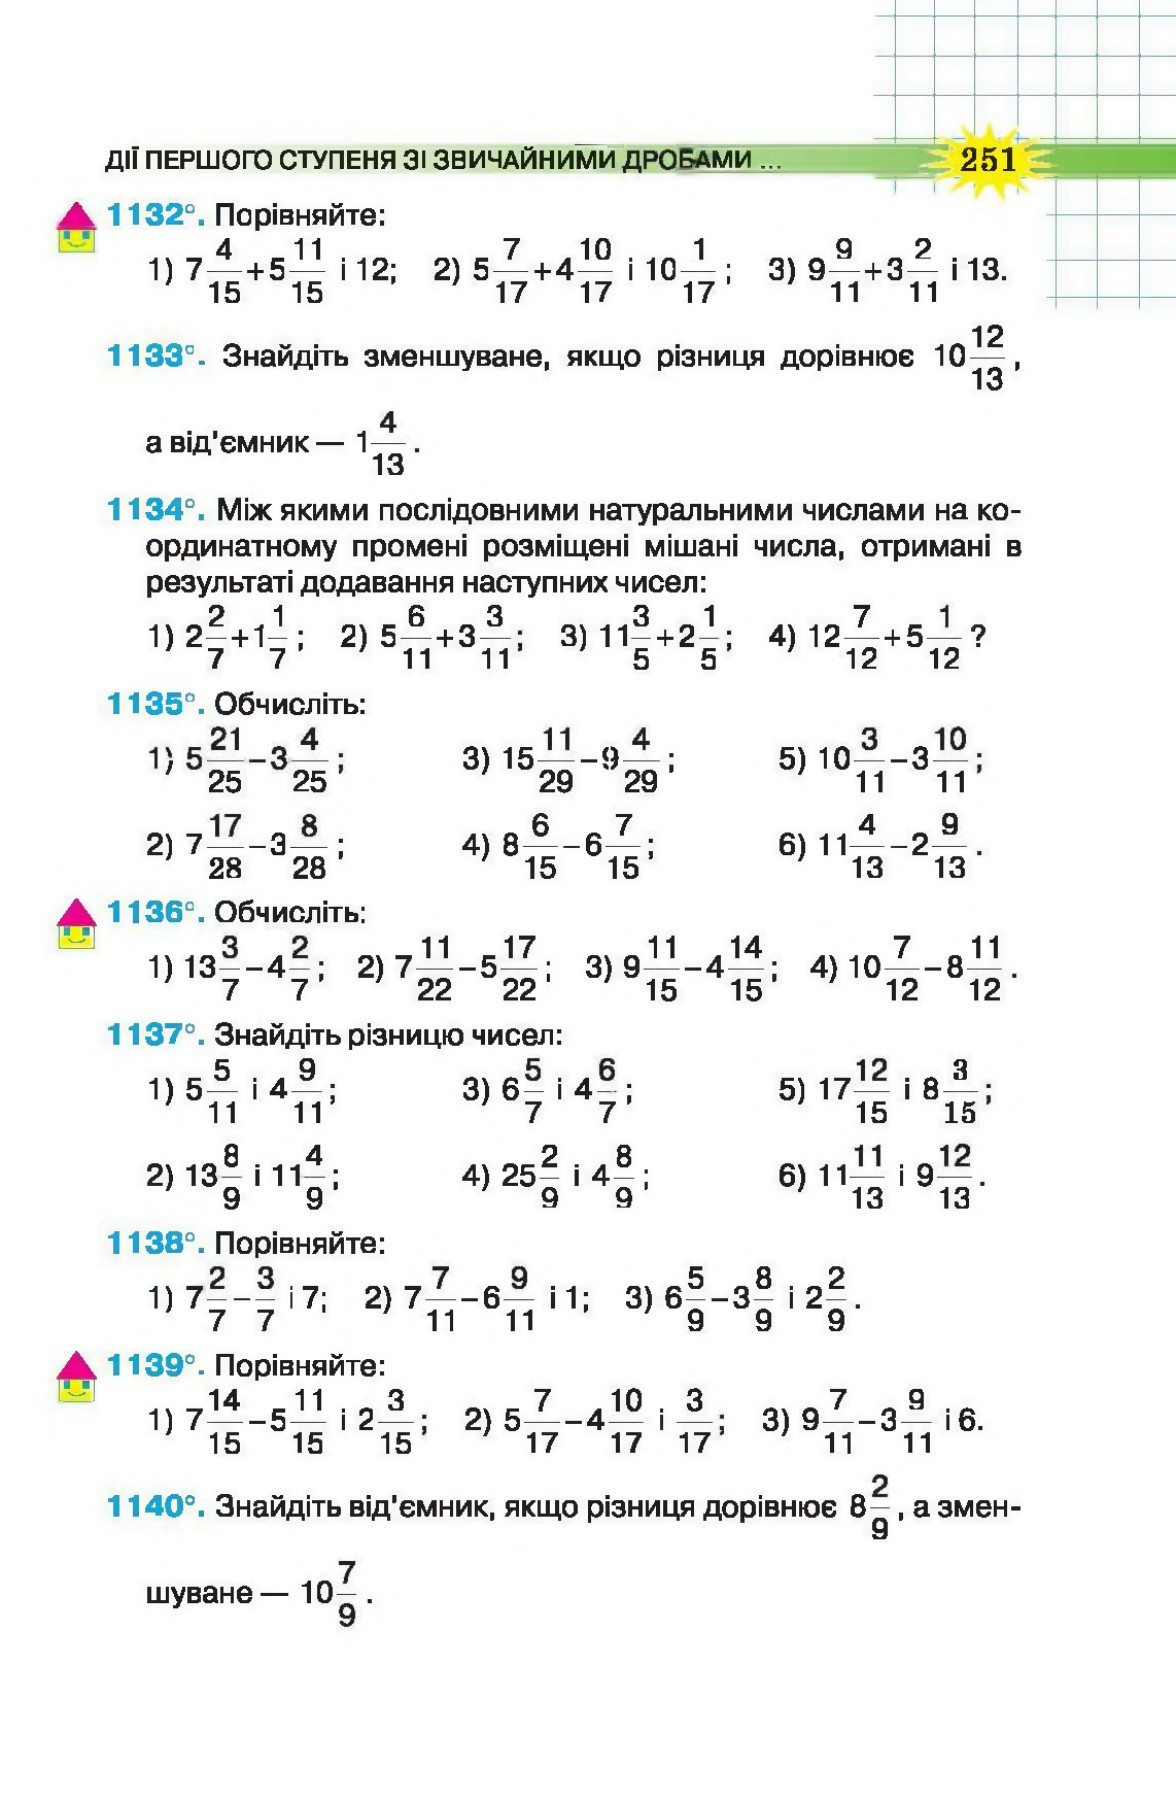 ДІЇ ПЕРШОГО СТУПЕНЯ ЗІ ЗВИЧАЙНИМИ ДРОБАМИ ... 251
1132°. Порівняйте:
1) 7 4/15 + 5 11/15 і 12; 2) 5 7/17 + 4 10/17 і 10 1/17; 3) 9 9/11 + 3 2/11 і 13.
1133°. Знайдіть зменшуване, якщо різниця дорівнює 10 12/13,
а від'ємник — 1 4/13.
1134°. Між якими послідовними натуральними числами на ко-
ординатному промені розміщені мішані числа, отримані в
результаті додавання наступних чисел:
1) 2 2/7 + 1 1/7; 2) 5 6/11 + 3 3/11; 3) 11 3/5 + 2 1/5; 4) 12 7/12 + 5 1/12 ?
1135°. Обчисліть:
1) 5 21/25 − 3 4/25; 3) 15 11/29 − 9 4/29; 5) 10 3/11 − 3 10/11;
2) 7 17/28 − 3 8/28; 4) 8 6/15 − 6 7/15; 6) 11 4/13 − 2 9/13.
1136°. Обчисліть:
1) 13 3/7 − 4 2/7; 2) 7 11/22 − 5 17/22; 3) 9 11/15 − 4 14/15; 4) 10 7/12 − 8 11/12.
1137°. Знайдіть різницю чисел:
1) 5 5/11 і 4 9/11; 3) 6 5/7 і 4 6/7; 5) 17 12/15 і 8 3/15;
2) 13 8/9 і 11 4/9; 4) 25 2/9 і 4 8/9; 6) 11 11/13 і 9 12/13.
1138°. Порівняйте:
1) 7 2/7 − 3/7 і 7; 2) 7 7/11 − 6 9/11 і 1; 3) 6 5/9 − 3 8/9 і 2 2/9.
1139°. Порівняйте:
1) 7 14/15 − 5 11/15 і 2 3/15; 2) 5 7/17 − 4 10/17 і 3/17; 3) 9 7/11 − 3 9/11 і 6.
1140°. Знайдіть від'ємник, якщо різниця дорівнює 8 2/9, а змен-
шуване — 10 7/9.